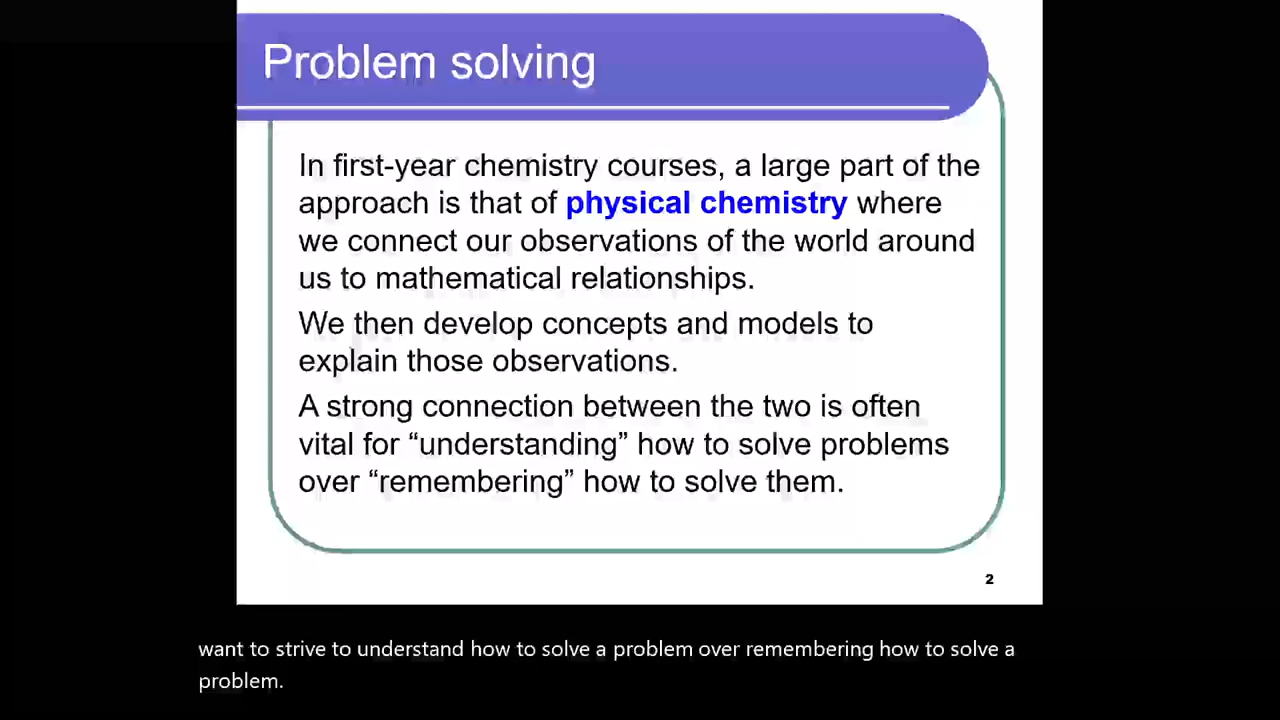 Problem solving
In first-year chemistry courses, a large part of the
approach is that of physical chemistry where
we connect our observations of the world around
us to mathematical relationships.
We then develop concepts and models to
explain those observations.
A strong connection between the two is often
vital for “understanding” how to solve problems
over “remembering” how to solve them.
2
want to strive to understand how to solve a problem over remembering how to solve a
problem.